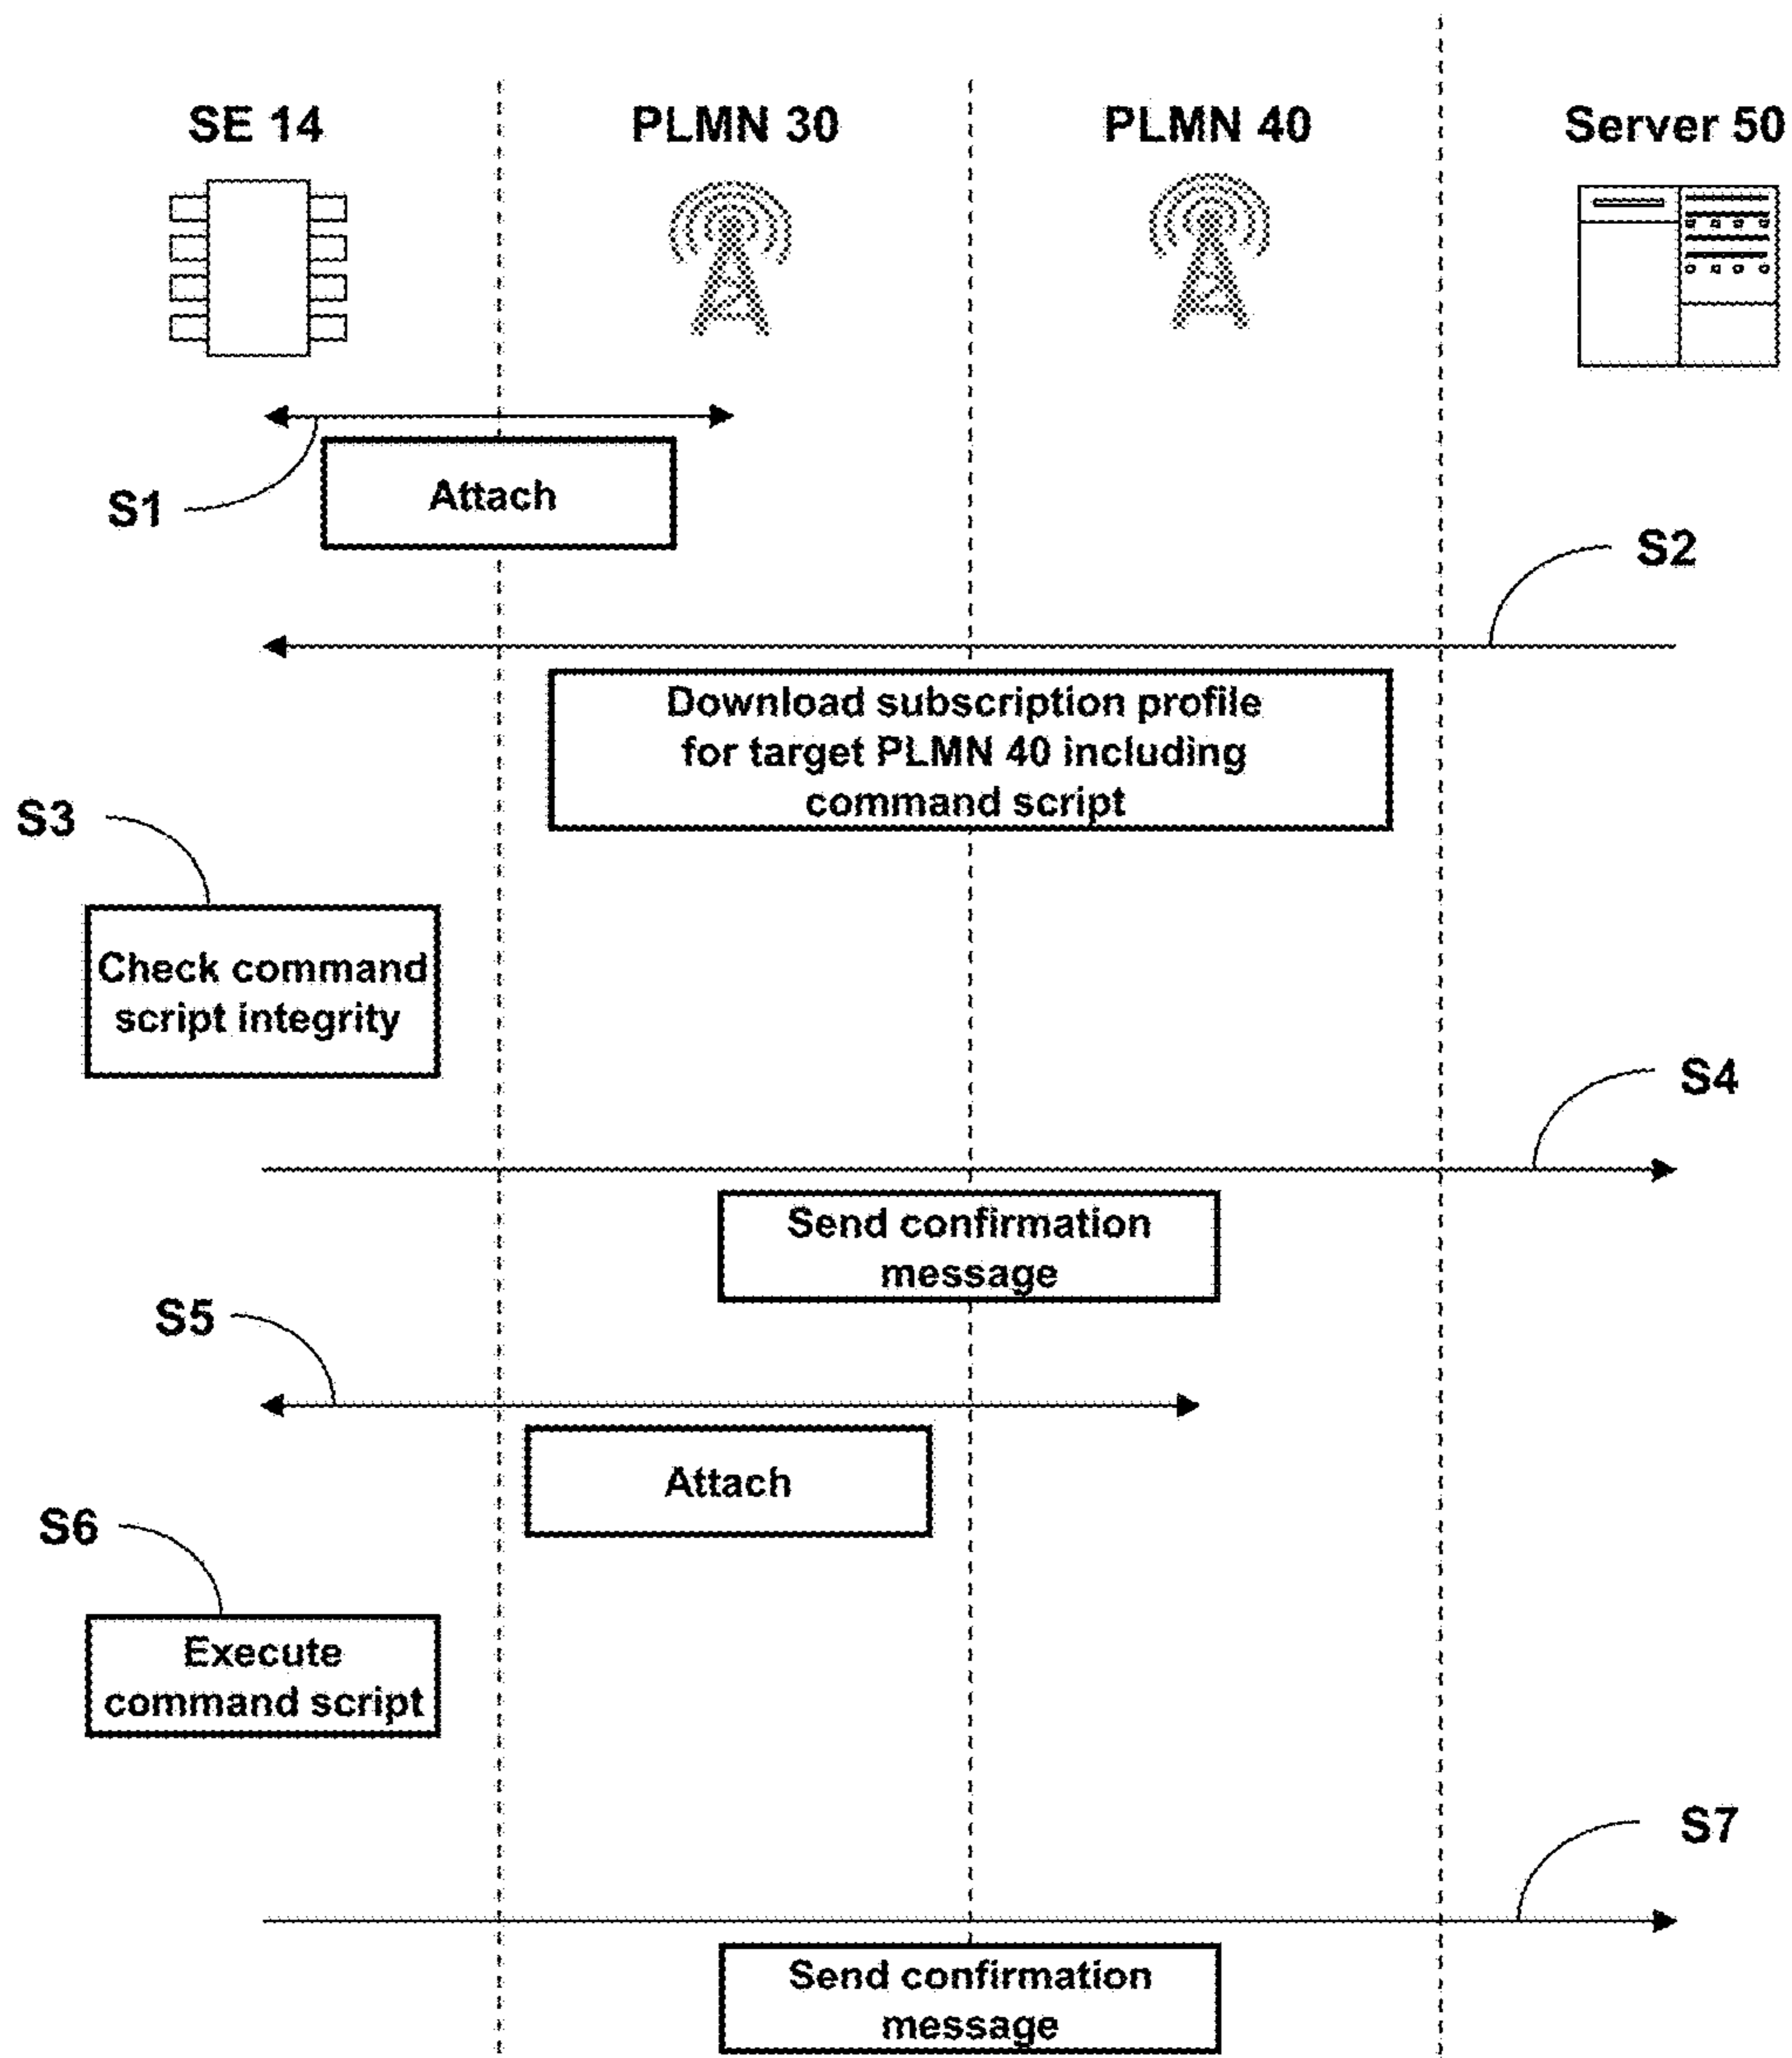 SE 14
PLMN 30
PLMN 40
Server 50
S1
Attach
S2
Download subscription profile
for target PLMN 40 including
command script
S3
Check command
script integrity
S4
Send confirmation
message
S5
Attach
S6
Execute
command script
S7
Send confirmation
message